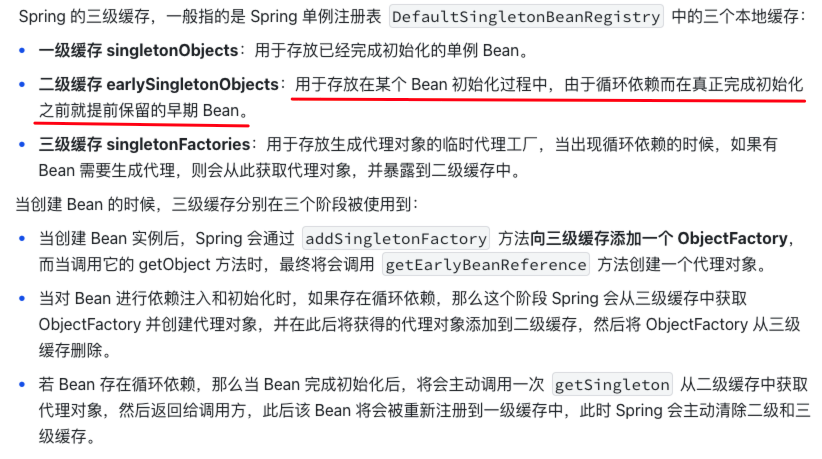 Spring 的三级缓存，一般指的是 Spring 单例注册表 DefaultSingletonBeanRegistry 中的三个本地缓存：
• 一级缓存 singletonObjects：用于存放已经完成初始化的单例 Bean。
• 二级缓存 earlySingletonObjects：用于存放在某个 Bean 初始化过程中，由于循环依赖而在真正完成初始化
之前就提前保留的早期 Bean。
• 三级缓存 singletonFactories：用于存放生成代理对象的临时代理工厂，当出现循环依赖的时候，如果有
Bean 需要生成代理，则会从此获取代理对象，并暴露到二级缓存中。
当创建 Bean 的时候，三级缓存分别在三个阶段被使用到：
• 当创建 Bean 实例后，Spring 会通过 addSingletonFactory 方法向三级缓存添加一个 ObjectFactory，
而当调用它的 getObject 方法时，最终将会调用 getEarlyBeanReference 方法创建一个代理对象。
• 当对 Bean 进行依赖注入和初始化时，如果存在循环依赖，那么这个阶段 Spring 会从三级缓存中获取
ObjectFactory 并创建代理对象，并在此后将获得的代理对象添加到二级缓存，然后将 ObjectFactory 从三级
缓存删除。
• 若 Bean 存在循环依赖，那么当 Bean 完成初始化后，将会主动调用一次 getSingleton 从二级缓存中获取
代理对象，然后返回给调用方，此后该 Bean 将会被重新注册到一级缓存中，此时 Spring 会主动清除二级和三
级缓存。